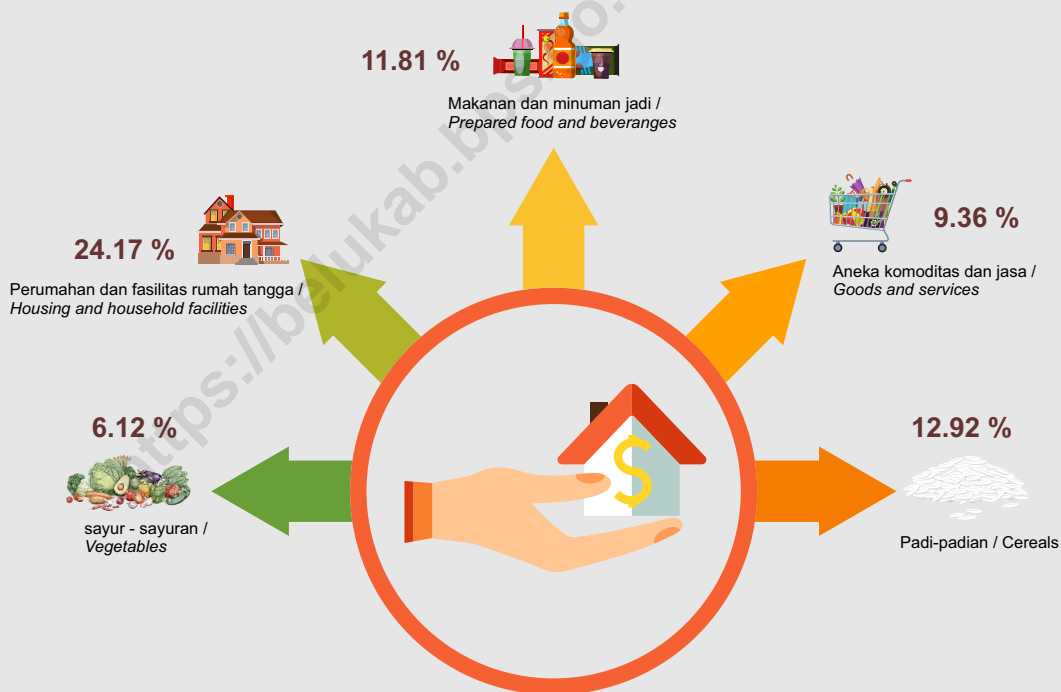 11.81 %
Makanan dan minuman jadi /
Prepared food and beveranges
24.17 %
Perumahan dan fasilitas rumah tangga /
Housing and household facilities
9.36 %
Aneka komoditas dan jasa /
Goods and services
6.12 %
sayur - sayuran /
Vegetables
12.92 %
Padi-padian / Cereals
$
https://belukab.bps.go.